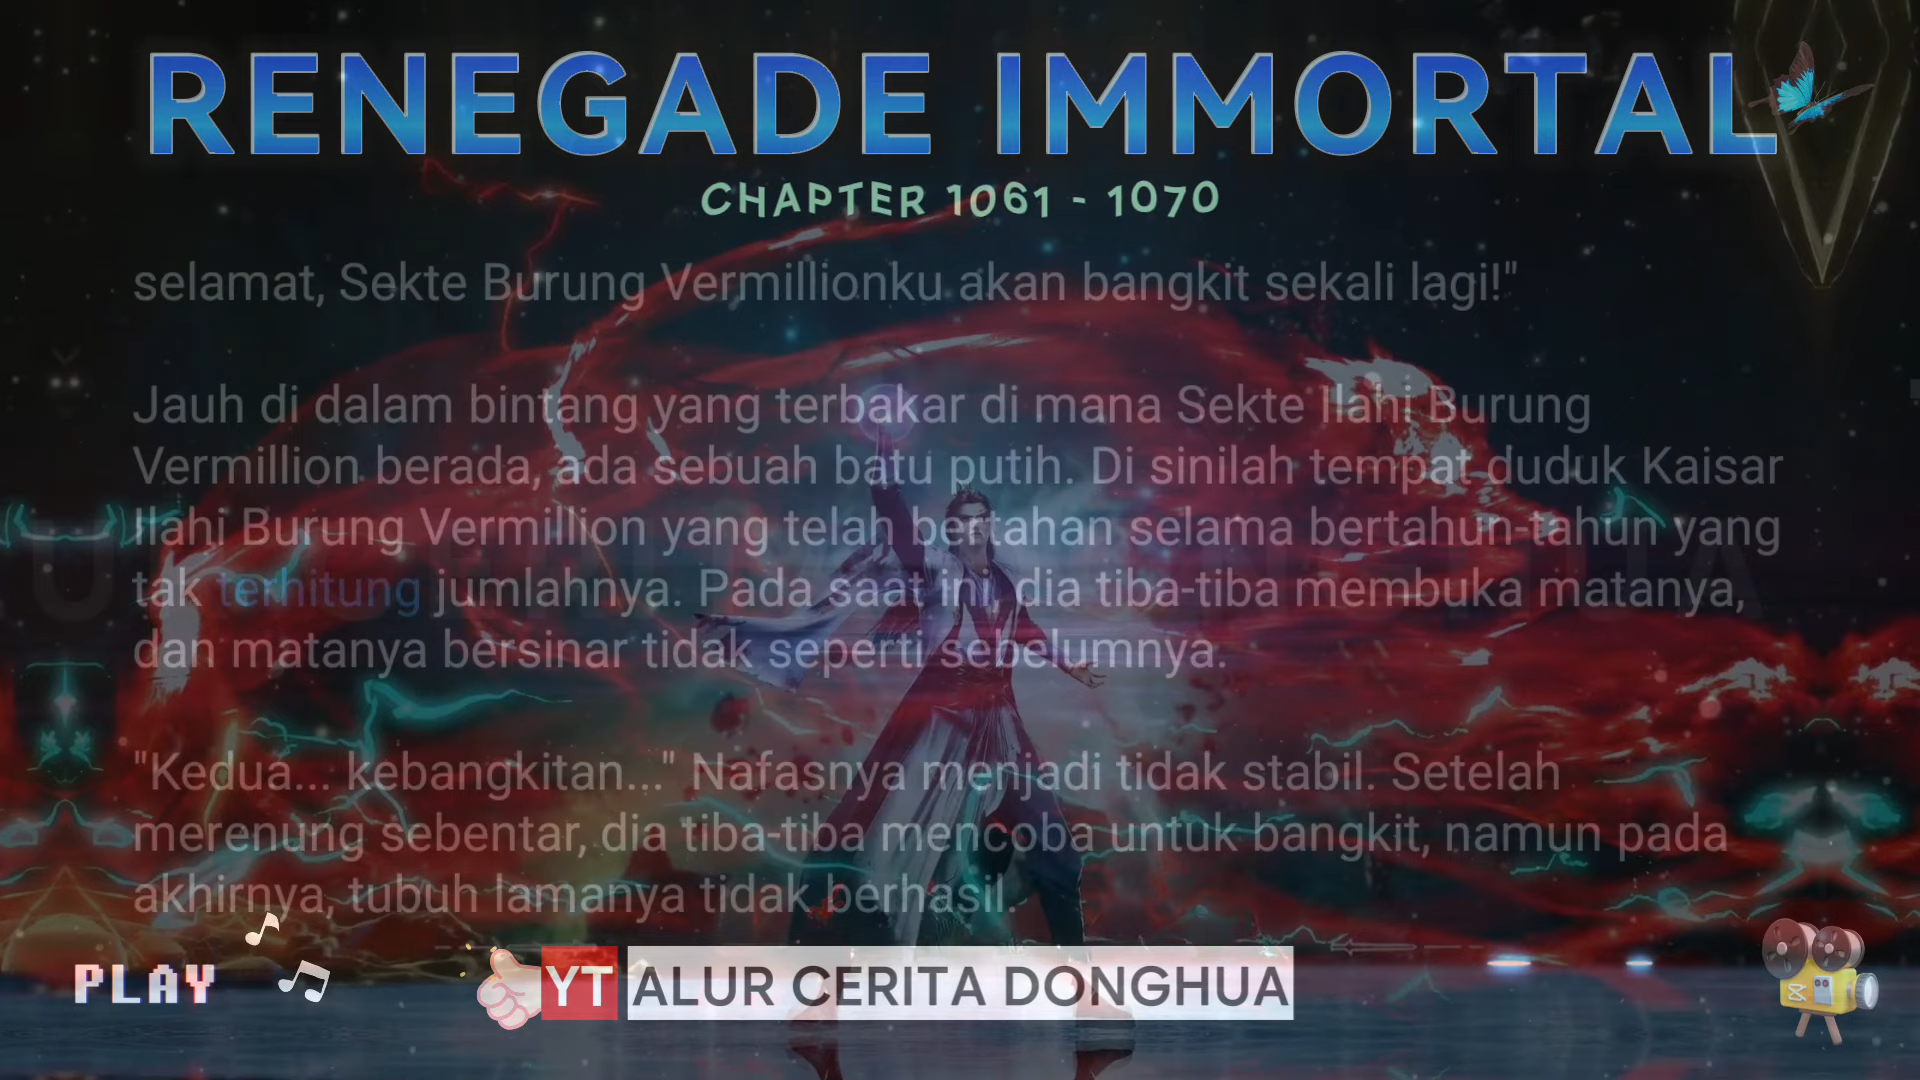 RENEGADE IMMORTAL
CHAPTER 1061 - 1070
selamat, Sekte Burung Vermillionku akan bangkit sekali lagi!"
Jauh di dalam bintang yang terbakar di mana Sekte Ilahi Burung
Vermillion berada, ada sebuah batu putih. Di sinilah tempat duduk Kaisar
Ilahi Burung Vermillion yang telah bertahan selama bertahun-tahun yang
tak terhitung jumlahnya. Pada saat ini, dia tiba-tiba membuka matanya,
dan matanya bersinar tidak seperti sebelumnya.
"Kedua... kebangkitan..." Nafasnya menjadi tidak stabil. Setelah
merenung sebentar, dia tiba-tiba mencoba untuk bangkit, namun pada
akhirnya, tubuh lamanya tidak berhasil.
PLAY
YT ALUR CERITA DONGHUA